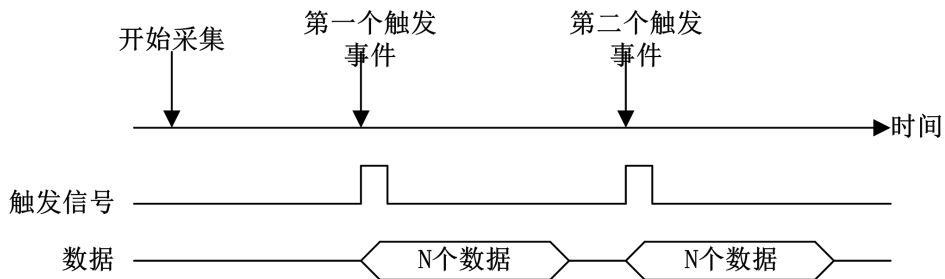 开始采集
第一个触发
事件
第二个触发
事件
时间
触发信号
数据
N个数据
N个数据